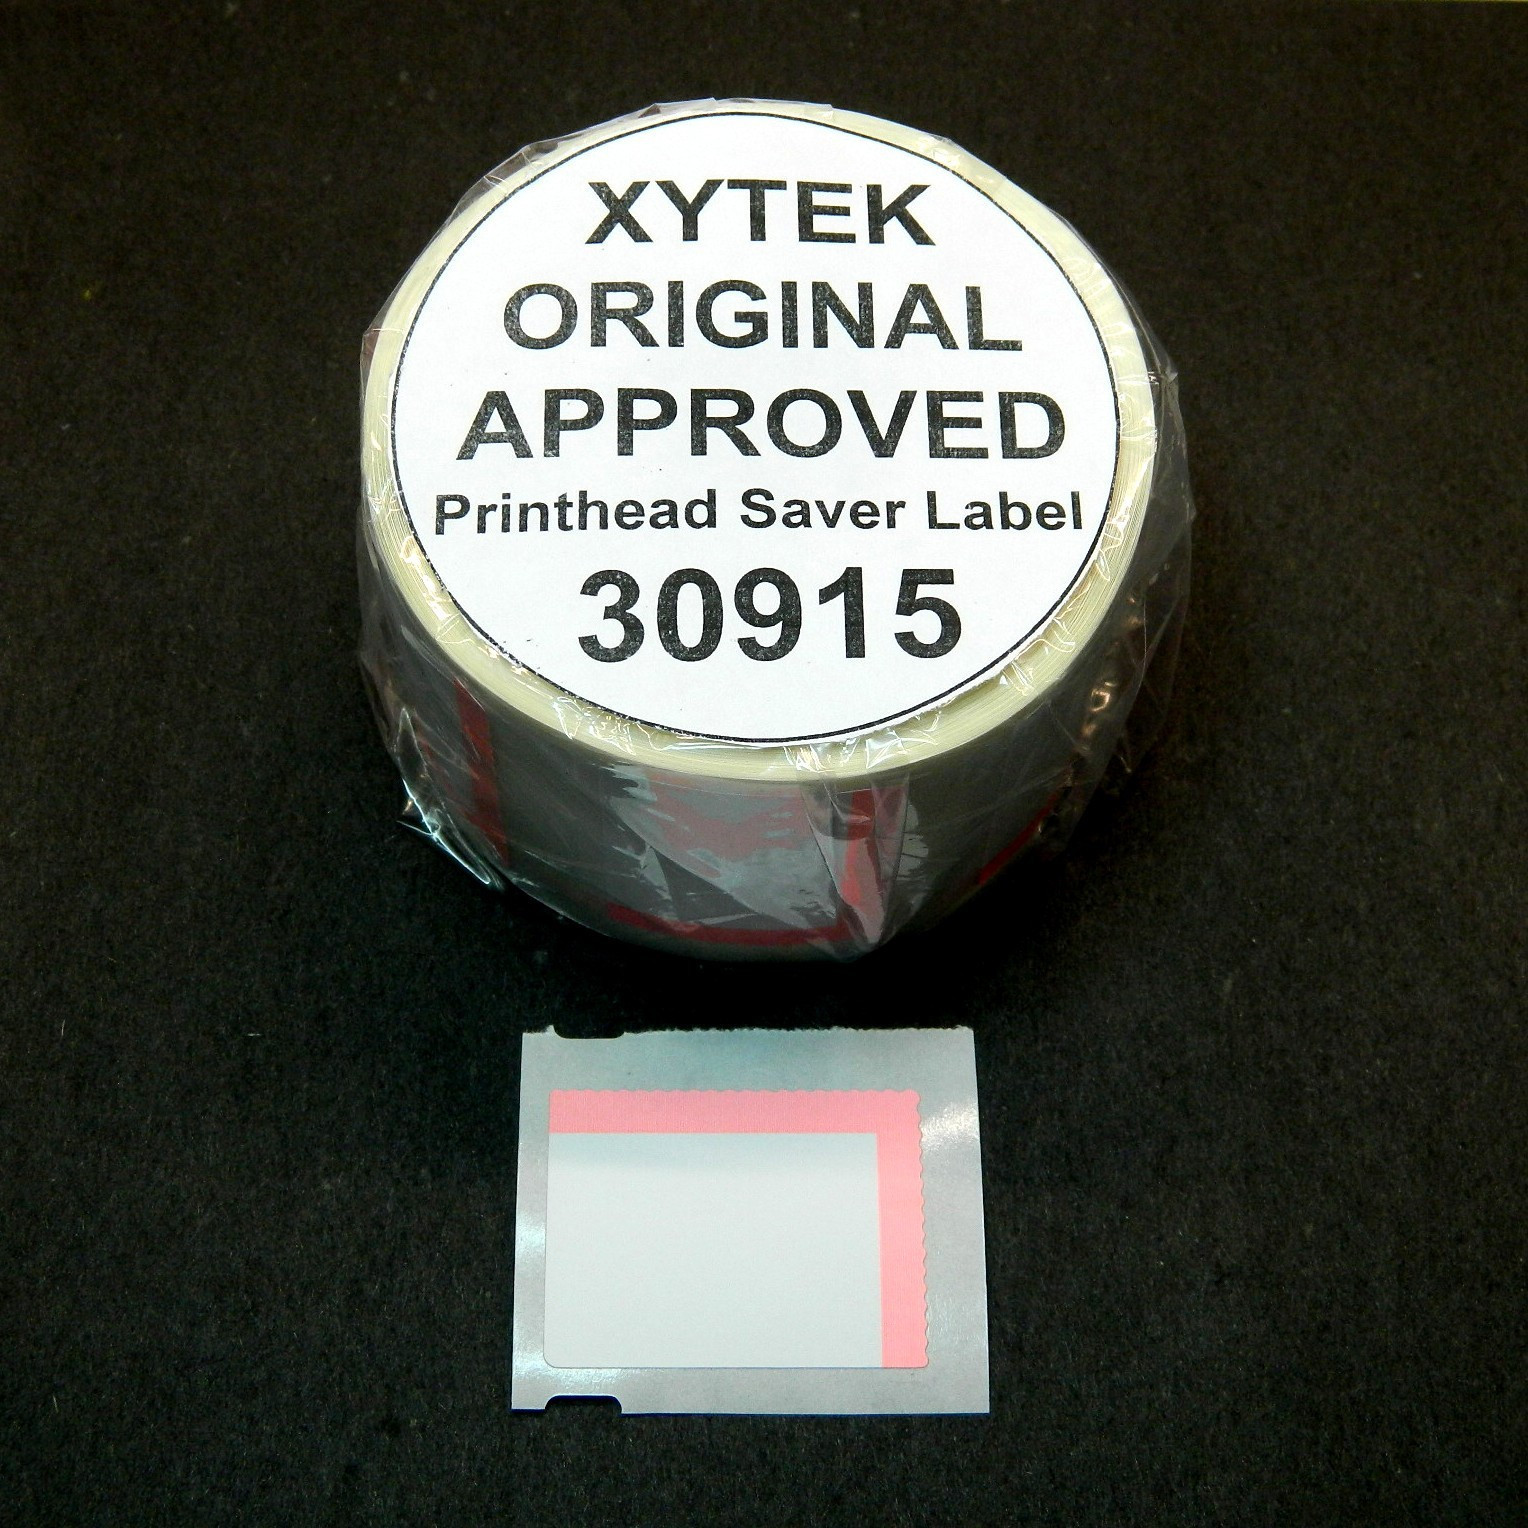 XYTEK
ORIGINAL
APPROVED
Printhead Saver Label
30915